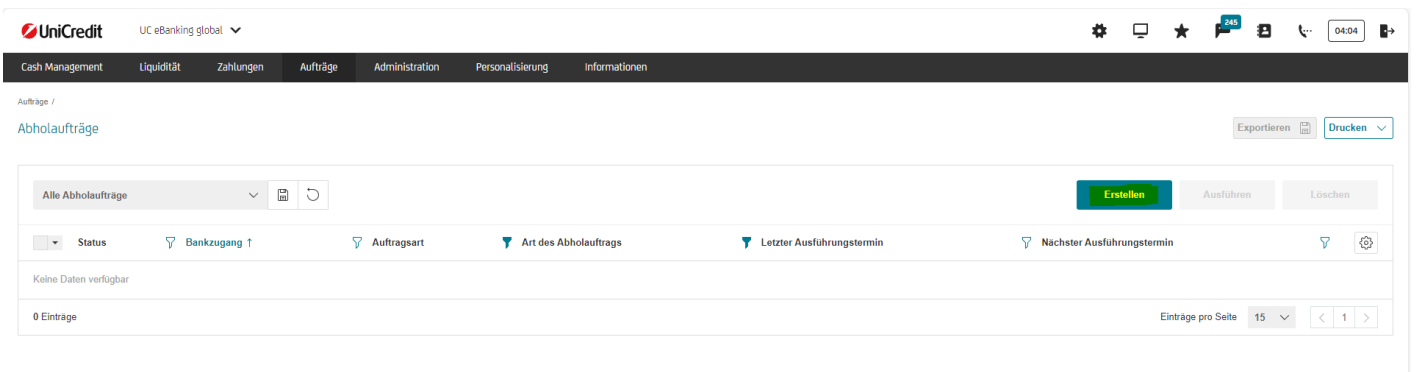 UniCredit UC eBanking global 245 04:04
Cash Management Liquidität Zahlungen Aufträge Administration Personalisierung Informationen
Aufträge /
Abholaufträge Exportieren Drucken
Alle Abholaufträge Erstellen Ausführen Löschen
Status Bankzugang ↑ Auftragsart Art des Abholauftrags Letzter Ausführungstermin Nächster Ausführungstermin
Keine Daten verfügbar
0 Einträge Einträge pro Seite 15 < 1 >